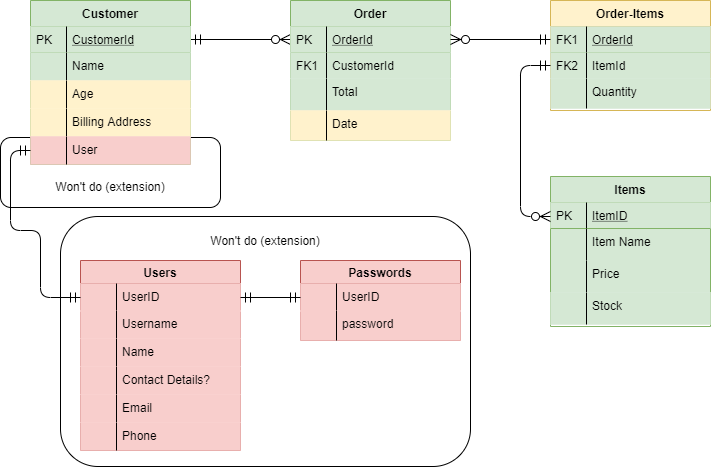 Customer
PK CustomerId
Name
Age
Billing Address
User
Won't do (extension)
Order
PK OrderId
FK1 CustomerId
Total
Date
Order-Items
FK1 OrderId
FK2 ItemId
Quantity
Items
PK ItemID
Item Name
Price
Stock
Won't do (extension)
Users
UserID
Username
Name
Contact Details?
Email
Phone
Passwords
UserID
password